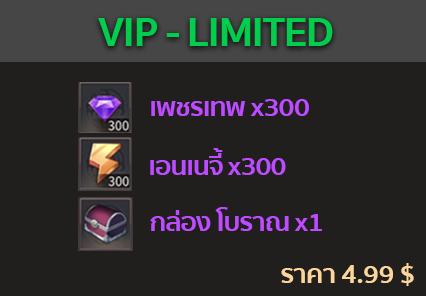 VIP - LIMITED
300
เพชรเทพ x300
300
เอนเนจี้ x300
กล่อง โบราณ x1
ราคา 4.99 $